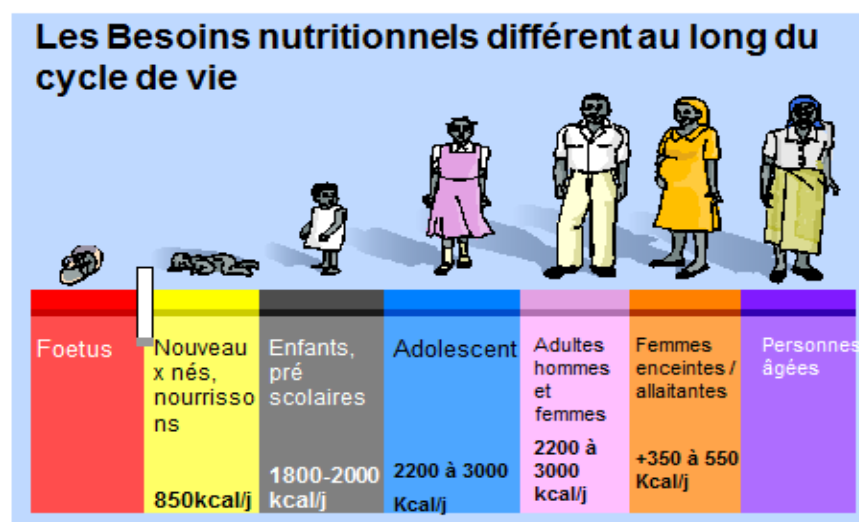 Les Besoins nutritionnels différent au long du
cycle de vie
Foetus
Nouveau
x nés,
nourrisso
ns
850kcal/j
Enfants,
pré
scolaires
1800-2000
kcal/j
Adolescent
2200 à 3000
Kcal/j
Adultes
hommes
et
femmes
2200 à
3000
kcal/j
Femmes
enceintes /
allaitantes
+350 à 550
Kcal/j
Personnes
âgées